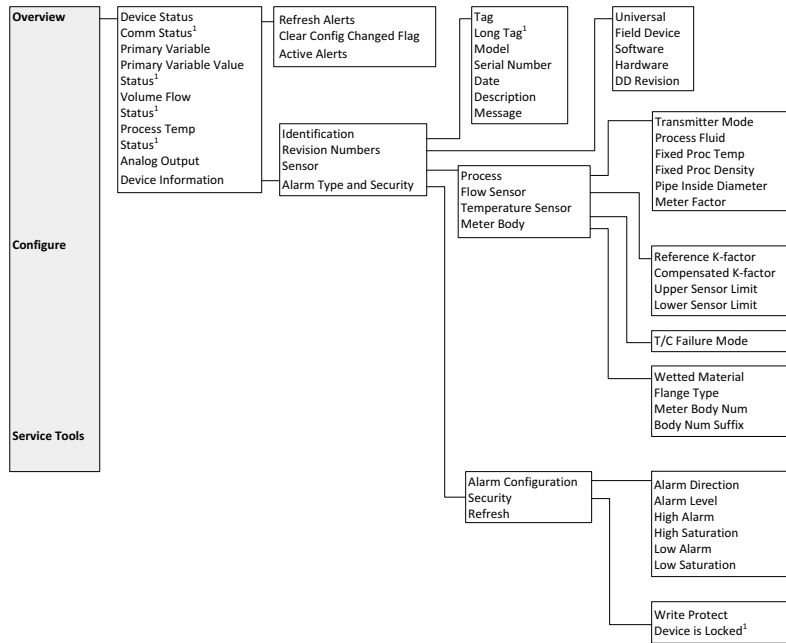 Overview
Configure
Service Tools
Device Status
Comm Status¹
Primary Variable
Primary Variable Value
Status¹
Volume Flow
Status¹
Process Temp
Status¹
Analog Output
Device Information
Refresh Alerts
Clear Config Changed Flag
Active Alerts
Identification
Revision Numbers
Sensor
Alarm Type and Security
Tag
Long Tag¹
Model
Serial Number
Date
Description
Message
Universal
Field Device
Software
Hardware
DD Revision
Process
Flow Sensor
Temperature Sensor
Meter Body
Transmitter Mode
Process Fluid
Fixed Proc Temp
Fixed Proc Density
Pipe Inside Diameter
Meter Factor
Reference K-factor
Compensated K-factor
Upper Sensor Limit
Lower Sensor Limit
T/C Failure Mode
Wetted Material
Flange Type
Meter Body Num
Body Num Suffix
Alarm Configuration
Security
Refresh
Alarm Direction
Alarm Level
High Alarm
High Saturation
Low Alarm
Low Saturation
Write Protect
Device is Locked¹